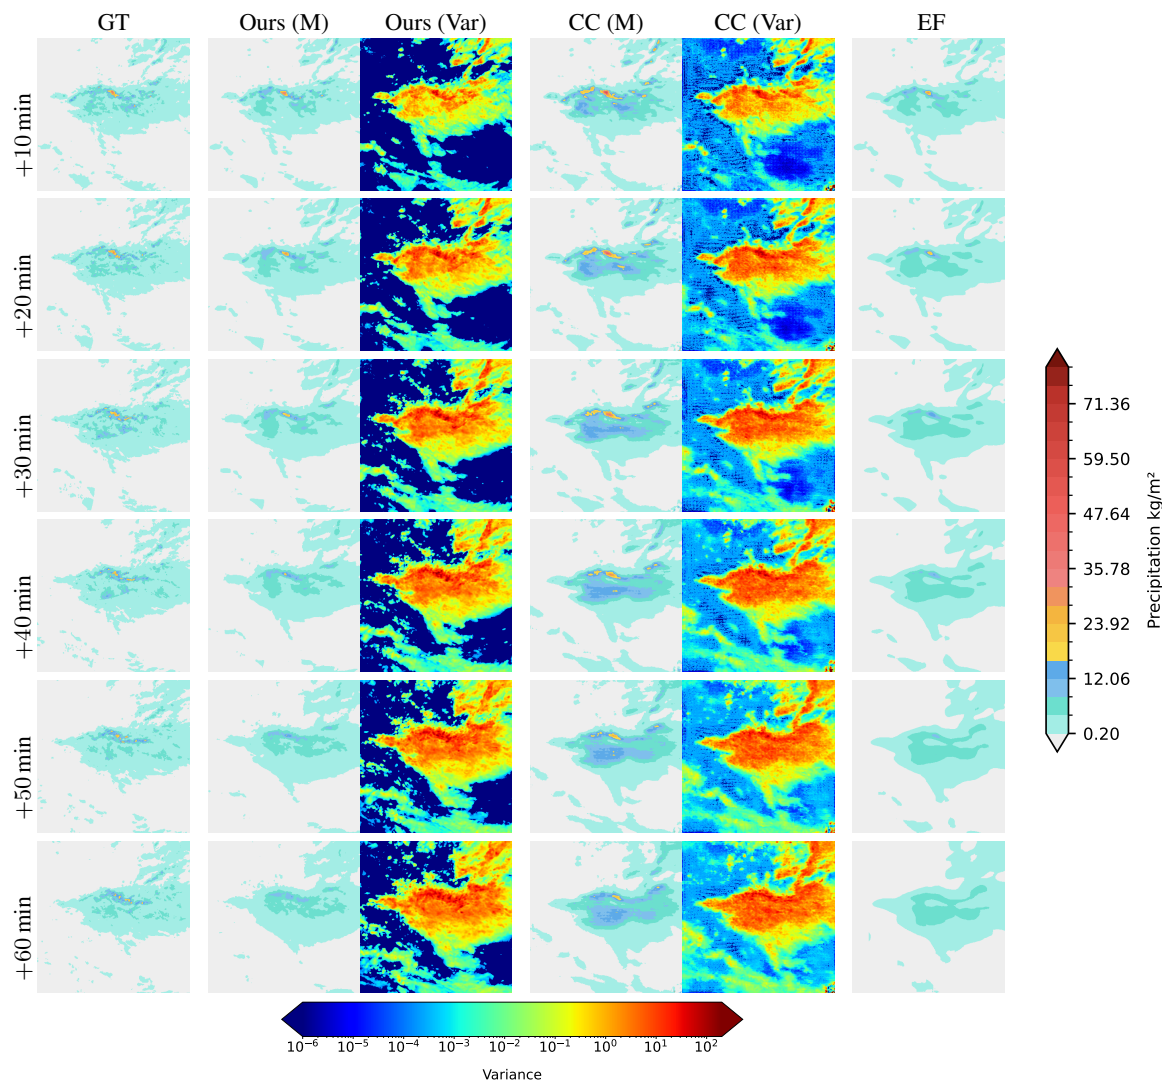 GT Ours (M) Ours (Var) CC (M) CC (Var) EF
+10 min
+20 min
+30 min
+40 min
+50 min
+60 min
71.36
59.50
47.64
35.78
23.92
12.06
0.20
Precipitation kg/m²
10⁻⁶ 10⁻⁵ 10⁻⁴ 10⁻³ 10⁻² 10⁻¹ 10⁰ 10¹ 10²
Variance